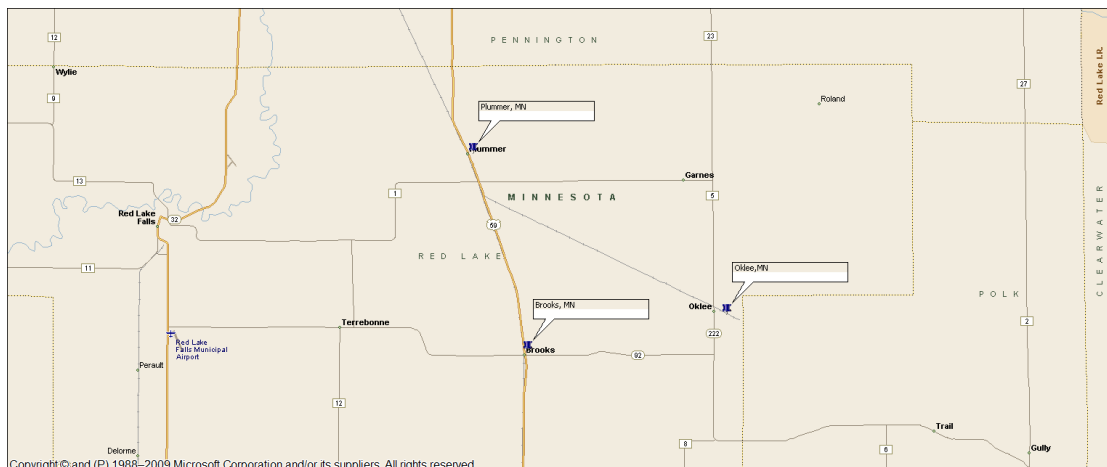 12
PENNINGTON
23
Wylie
27
Red Lake I.R.
9
Roland
Plummer, MN
Plummer
Garnes
13
1
MINNESOTA
5
Red Lake
Falls
32
59
RED LAKE
CLEARWATER
11
Oklee,MN
POLK
Brooks, MN
Oklee
Terrebonne
2
222
Red Lake
Falls Municipal
Airport
Brooks
92
Perault
12
Trail
8
6
Gully
Delorme
Copyright © and (P) 1988–2009 Microsoft Corporation and/or its suppliers. All rights reserved.